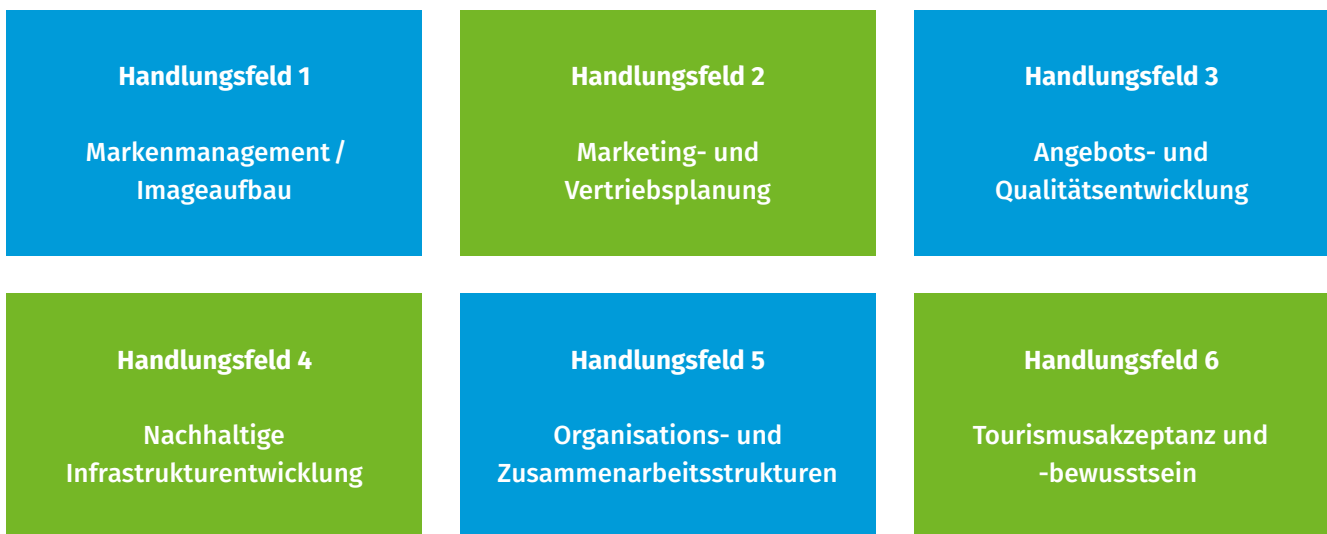 Handlungsfeld 1
Markenmanagement /
Imageaufbau
Handlungsfeld 2
Marketing- und
Vertriebsplanung
Handlungsfeld 3
Angebots- und
Qualitätsentwicklung
Handlungsfeld 4
Nachhaltige
Infrastrukturentwicklung
Handlungsfeld 5
Organisations- und
Zusammenarbeitsstrukturen
Handlungsfeld 6
Tourismusakzeptanz und
-bewusstsein